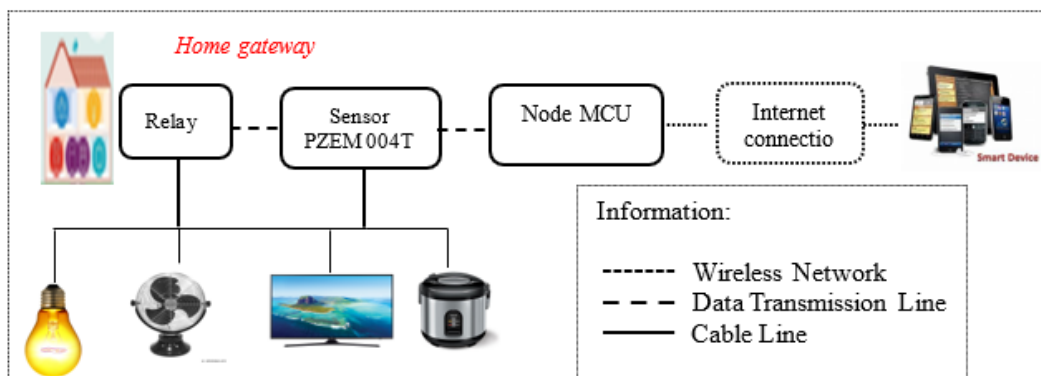 Home gateway
Relay
Sensor
PZEM 004T
Node MCU
Internet
connectio
Smart Device
Information:
Wireless Network
Data Transmission Line
Cable Line